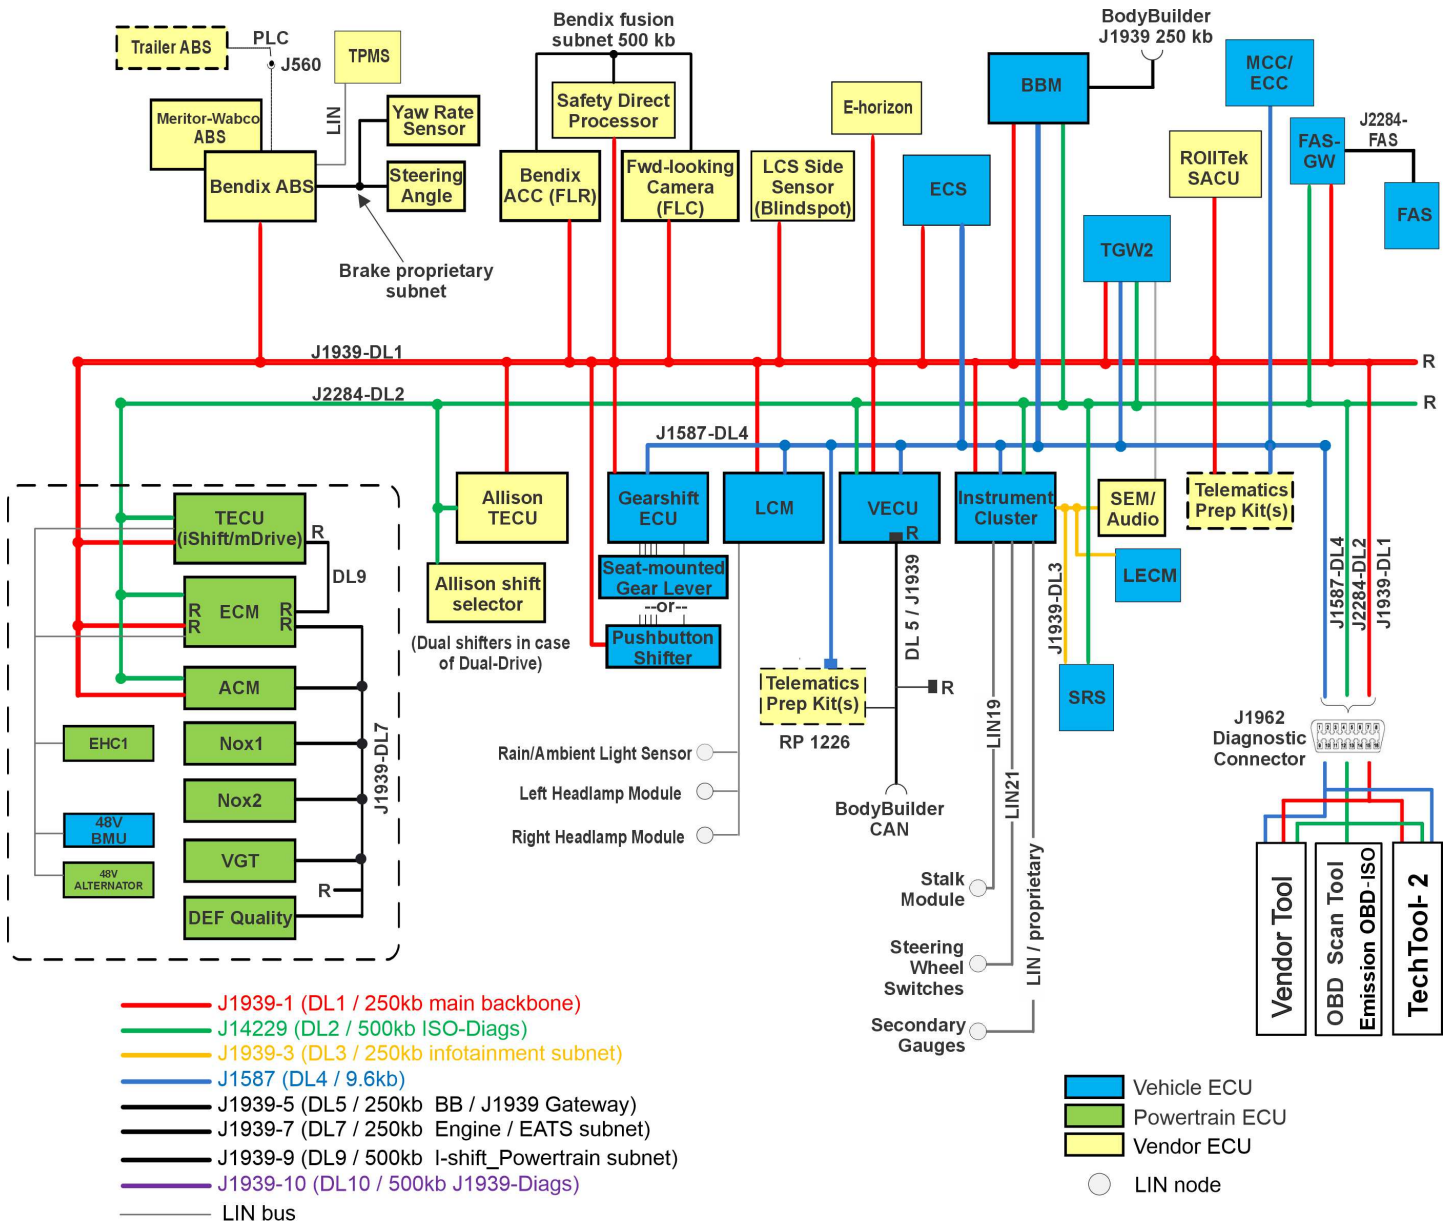 Bendix fusion
subnet 500 kb
BodyBuilder
J1939 250 kb
Trailer ABS
PLC
J560
TPMS
LIN
Meritor-Wabco
ABS
Bendix ABS
Yaw Rate
Sensor
Steering
Angle
Brake proprietary
subnet
Safety Direct
Processor
Bendix
ACC (FLR)
Fwd-looking
Camera
(FLC)
LCS Side
Sensor
(Blindspot)
E-horizon
ECS
BBM
TGW2
MCC/
ECC
ROllTek
SACU
FAS-
GW
J2284-
FAS
FAS
J1939-DL1
R
J2284-DL2
R
J1587-DL4
TECU
(iShift/mDrive)
R
DL9
ECM
R
R
R
R
ACM
Nox1
Nox2
VGT
R
DEF Quality
J1939-DL7
EHC1
48V
BMU
48V
ALTERNATOR
Allison
TECU
Allison shift
selector
(Dual shifters in case
of Dual-Drive)
Gearshift
ECU
Seat-mounted
Gear Lever
--or--
Pushbutton
Shifter
LCM
VECU
R
DL 5 / J1939
R
Instrument
Cluster
SEM/
Audio
LECM
J1939-DL3
SRS
Telematics
Prep Kit(s)
Telematics
Prep Kit(s)
RP 1226
BodyBuilder
CAN
Rain/Ambient Light Sensor
Left Headlamp Module
Right Headlamp Module
LIN19
LIN21
LIN / proprietary
Stalk
Module
Steering
Wheel
Switches
Secondary
Gauges
J1587-DL4
J2284-DL2
J1939-DL1
J1962
Diagnostic
Connector
Vendor Tool
OBD Scan Tool
Emission OBD-ISO
TechTool- 2
J1939-1 (DL1 / 250kb main backbone)
J14229 (DL2 / 500kb ISO-Diags)
J1939-3 (DL3 / 250kb infotainment subnet)
J1587 (DL4 / 9.6kb)
J1939-5 (DL5 / 250kb BB / J1939 Gateway)
J1939-7 (DL7 / 250kb Engine / EATS subnet)
J1939-9 (DL9 / 500kb I-shift_Powertrain subnet)
J1939-10 (DL10 / 500kb J1939-Diags)
LIN bus
Vehicle ECU
Powertrain ECU
Vendor ECU
LIN node